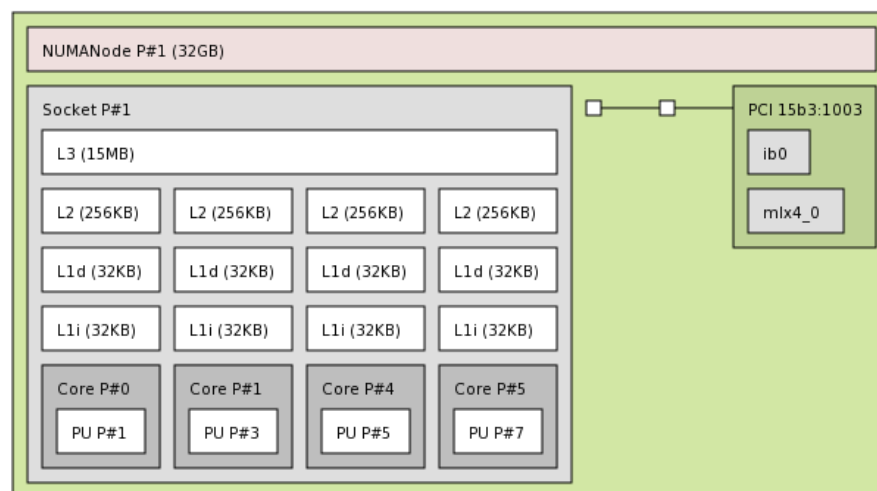 NUMANode P#1 (32GB)
Socket P#1
PCI 15b3:1003
L3 (15MB)
ib0
L2 (256KB) L2 (256KB) L2 (256KB) L2 (256KB)
mlx4_0
L1d (32KB) L1d (32KB) L1d (32KB) L1d (32KB)
L1i (32KB) L1i (32KB) L1i (32KB) L1i (32KB)
Core P#0 Core P#1 Core P#4 Core P#5
PU P#1 PU P#3 PU P#5 PU P#7